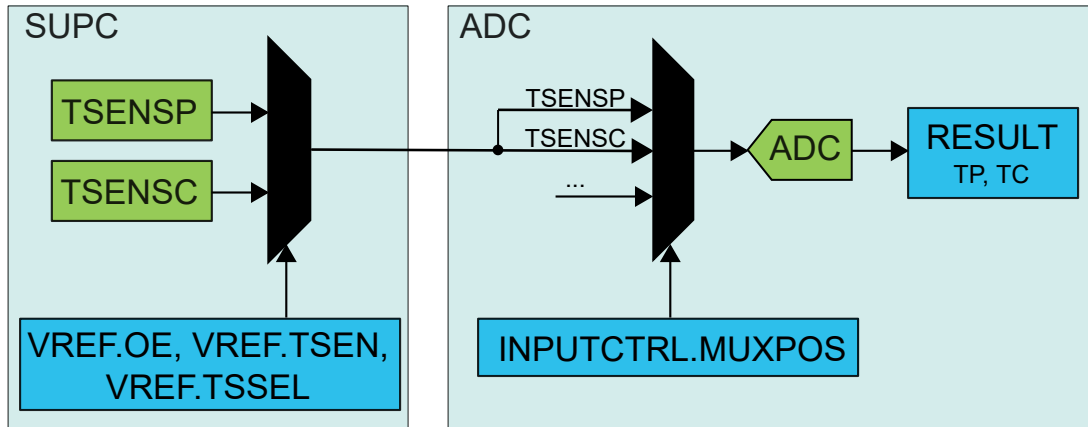 SUPC
TSENSP
TSENSC
VREF.OE, VREF.TSEN,
VREF.TSSEL
ADC
TSENSP
TSENSC
...
INPUTCTRL.MUXPOS
ADC
RESULT
TP, TC